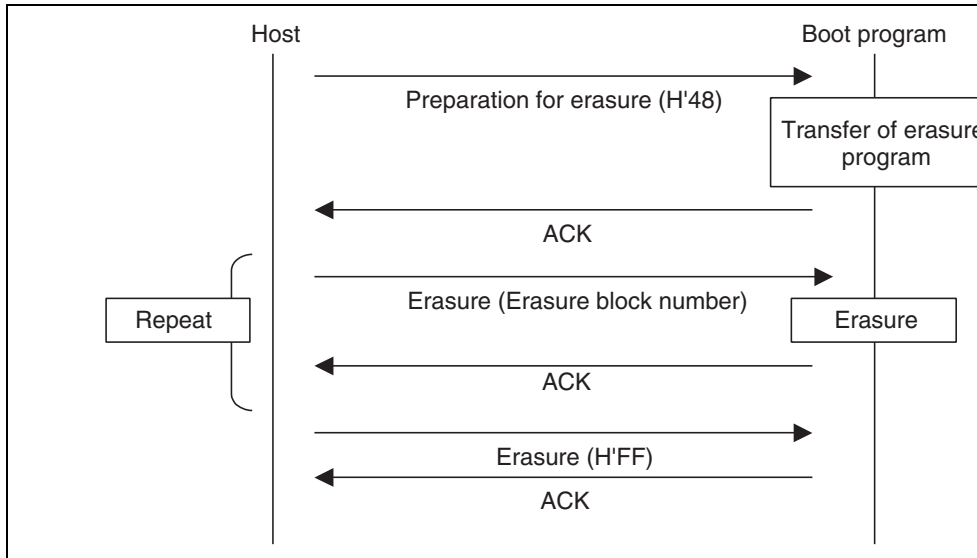 Host
Boot program
Preparation for erasure (H'48)
Transfer of erasure
program
ACK
Erasure (Erasure block number)
Repeat
Erasure
ACK
Erasure (H'FF)
ACK